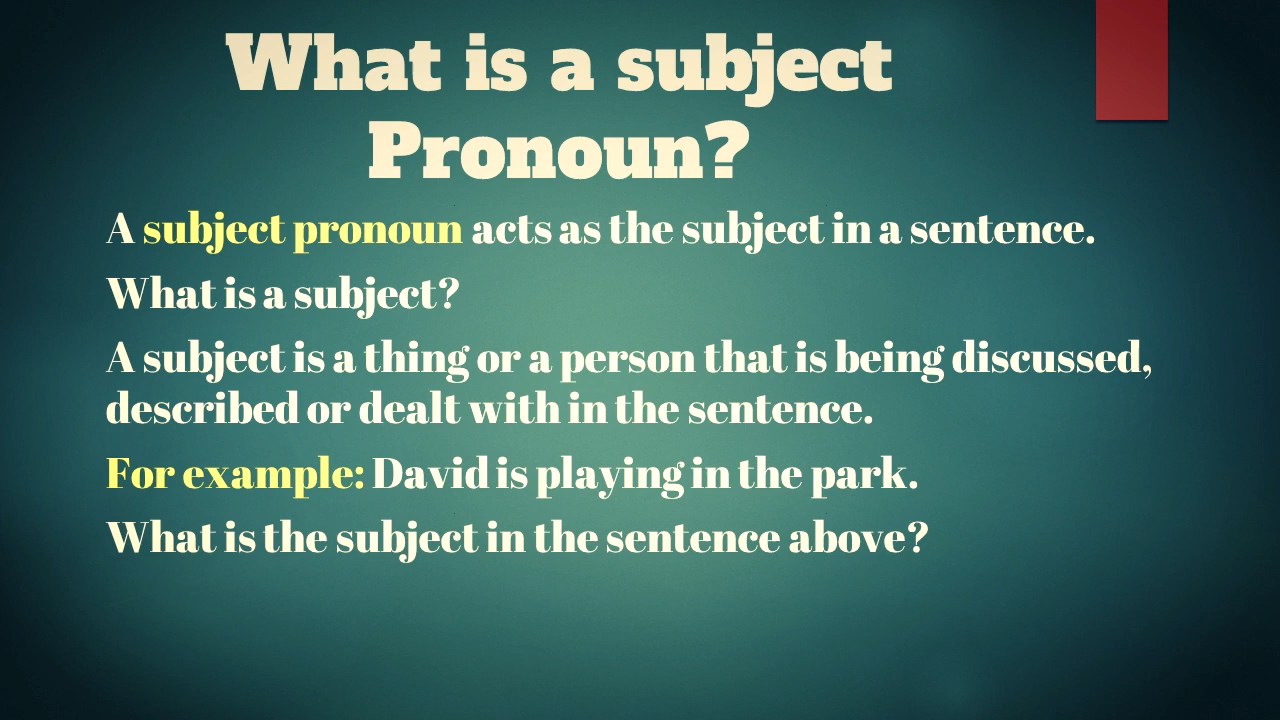 What is a subject
Pronoun?
A subject pronoun acts as the subject in a sentence.
What is a subject?
A subject is a thing or a person that is being discussed,
described or dealt with in the sentence.
For example: David is playing in the park.
What is the subject in the sentence above?